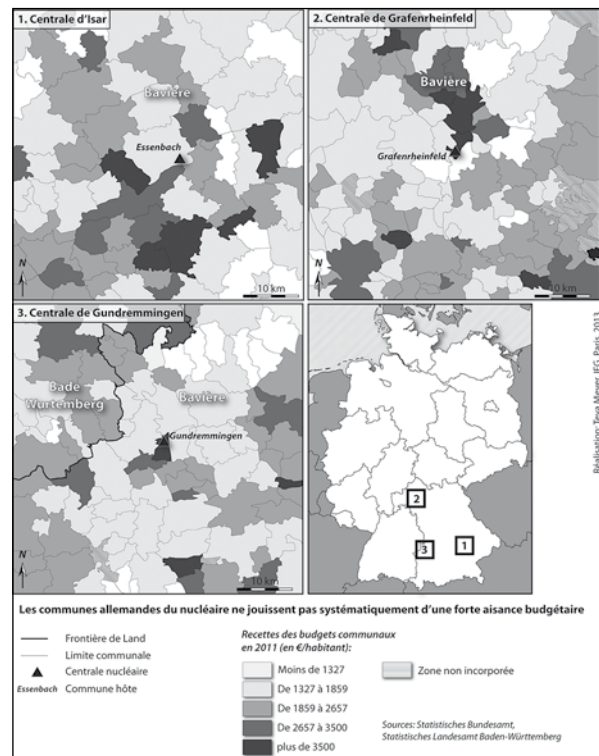 1. Centrale d'Isar
Bavière
Essenbach
N
10 km
2. Centrale de Grafenrheinfeld
Bavière
Grafenrheinfeld
N
10 km
3. Centrale de Gundremmingen
Bade
Wurtemberg
Bavière
Gundremmingen
N
10 km
2
3
1
Réalisation: Teva Meyer, IFG, Paris, 2013
Les communes allemandes du nucléaire ne jouissent pas systématiquement d'une forte aisance budgétaire
Frontière de Land
Limite communale
Centrale nucléaire
Essenbach Commune hôte
Recettes des budgets communaux
en 2011 (en €/habitant):
Moins de 1327
De 1327 à 1859
De 1859 à 2657
De 2657 à 3500
plus de 3500
Zone non incorporée
Sources: Statistisches Bundesamt,
Statistisches Landesamt Baden-Württemberg